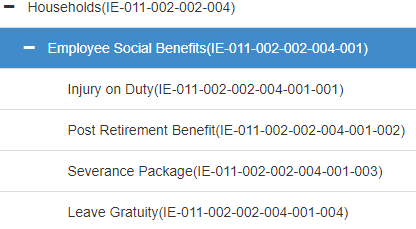 Households(IE-011-002-002-004)
Employee Social Benefits(IE-011-002-002-004-001)
Injury on Duty(IE-011-002-002-004-001-001)
Post Retirement Benefit(IE-011-002-002-004-001-002)
Severance Package(IE-011-002-002-004-001-003)
Leave Gratuity(IE-011-002-002-004-001-004)